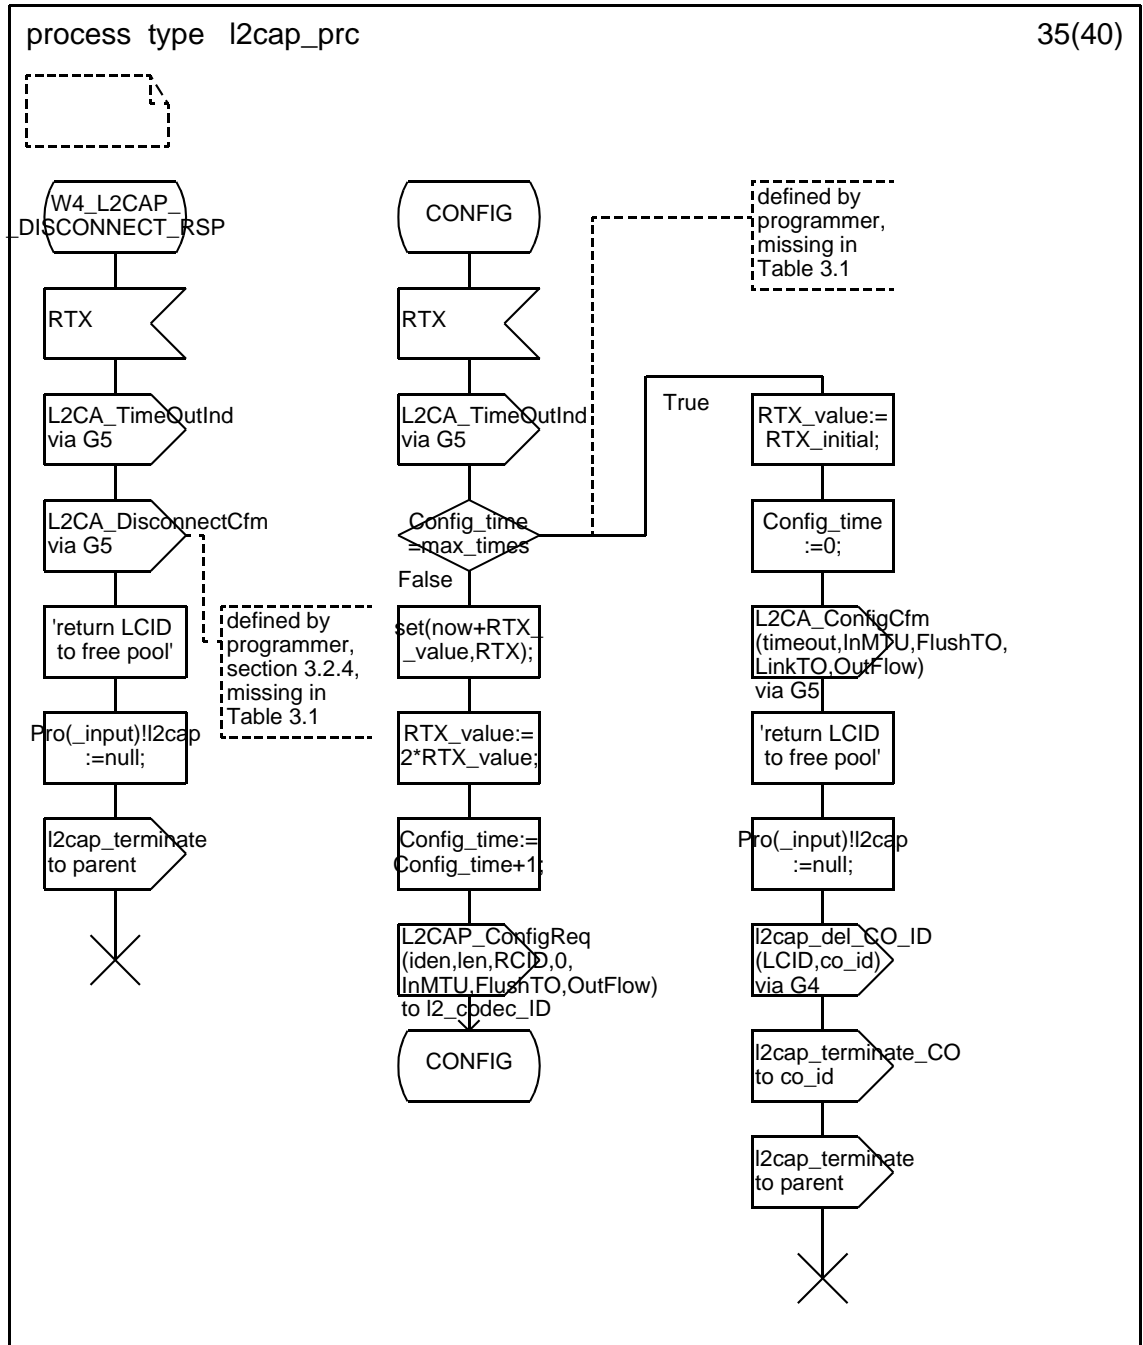 process type l2cap_prc
35(40)
W4_L2CAP_
_DISCONNECT_RSP
RTX
L2CA_TimeOutInd
via G5
L2CA_DisconnectCfm
via G5
defined by
programmer,
section 3.2.4,
missing in
Table 3.1
'return LCID
to free pool'
Pro(_input)!l2cap
:=null;
l2cap_terminate
to parent
CONFIG
RTX
L2CA_TimeOutInd
via G5
Config_time
=max_times
defined by
programmer,
missing in
Table 3.1
False
set(now+RTX_
_value,RTX);
RTX_value:=
2*RTX_value;
Config_time:=
Config_time+1;
L2CAP_ConfigReq
(iden,len,RCID,0,
InMTU,FlushTO,OutFlow)
to l2_codec_ID
CONFIG
True
RTX_value:=
RTX_initial;
Config_time
:=0;
L2CA_ConfigCfm
(timeout,InMTU,FlushTO,
LinkTO,OutFlow)
via G5
'return LCID
to free pool'
Pro(_input)!l2cap
:=null;
l2cap_del_CO_ID
(LCID,co_id)
via G4
l2cap_terminate_CO
to co_id
l2cap_terminate
to parent